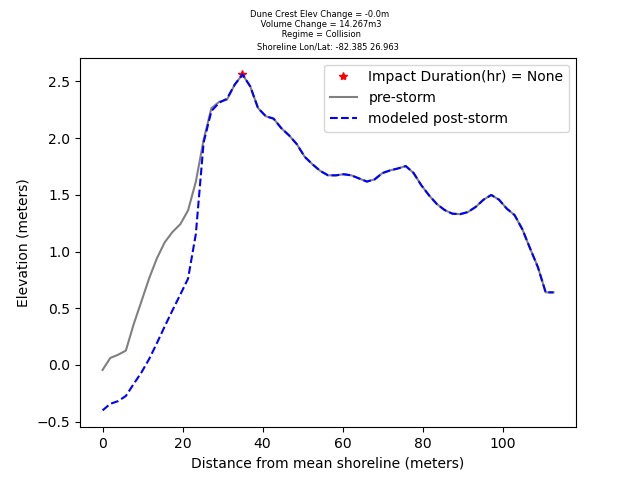 Dune Crest Elev Change = -0.0m
Volume Change = 14.267m3
Regime = Collision
Shoreline Lon/Lat: -82.385 26.963
Impact Duration(hr) = None
pre-storm
modeled post-storm
2.5
2.0
1.5
1.0
0.5
0.0
−0.5
Elevation (meters)
0 20 40 60 80 100
Distance from mean shoreline (meters)